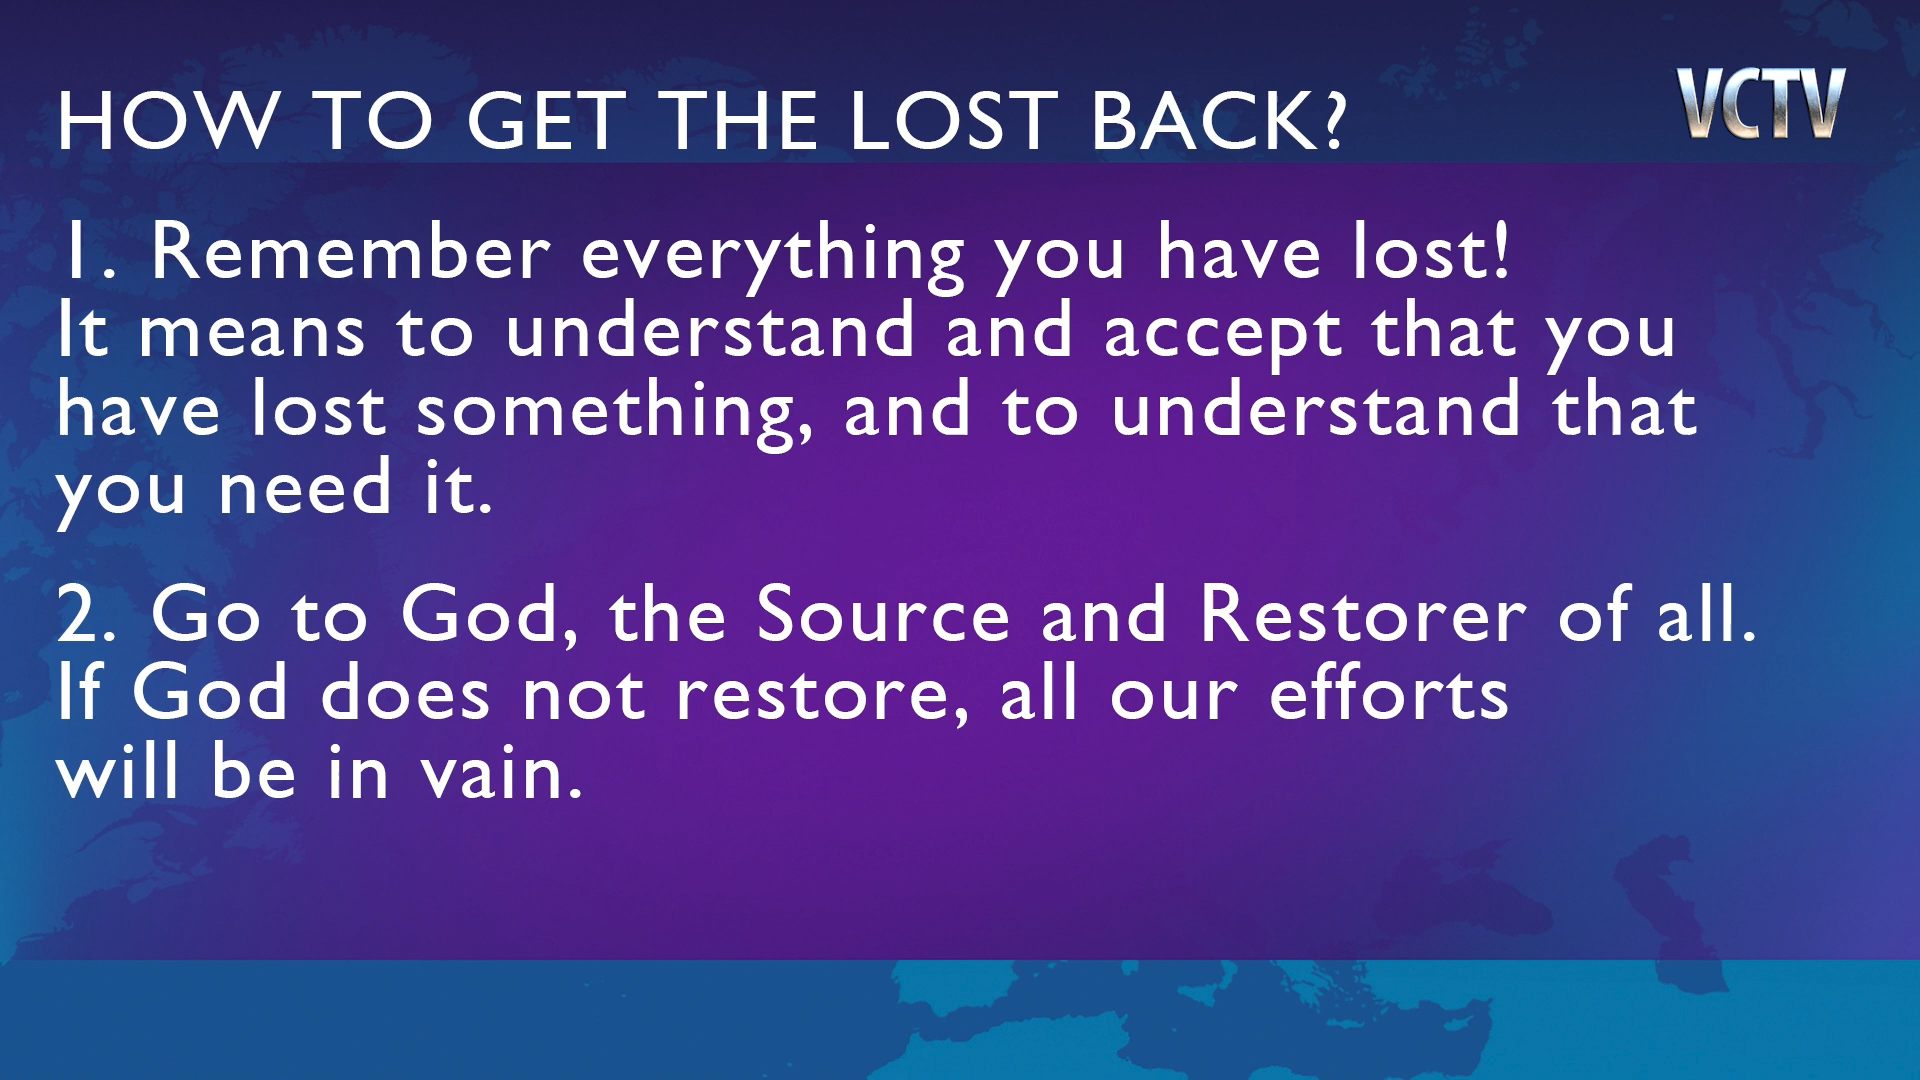 HOW TO GET THE LOST BACK?
VCTV
1. Remember everything you have lost!
It means to understand and accept that you
have lost something, and to understand that
you need it.
2. Go to God, the Source and Restorer of all.
If God does not restore, all our efforts
will be in vain.